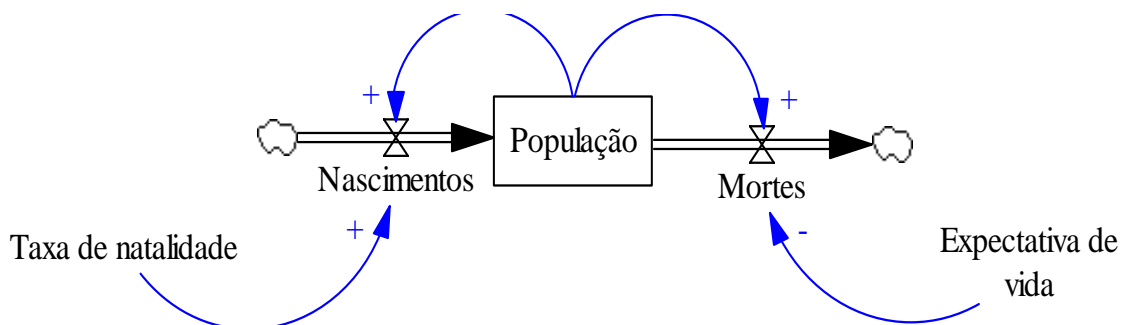 +
+
População
Nascimentos
Mortes
+
-
Taxa de natalidade
Expectativa de
vida